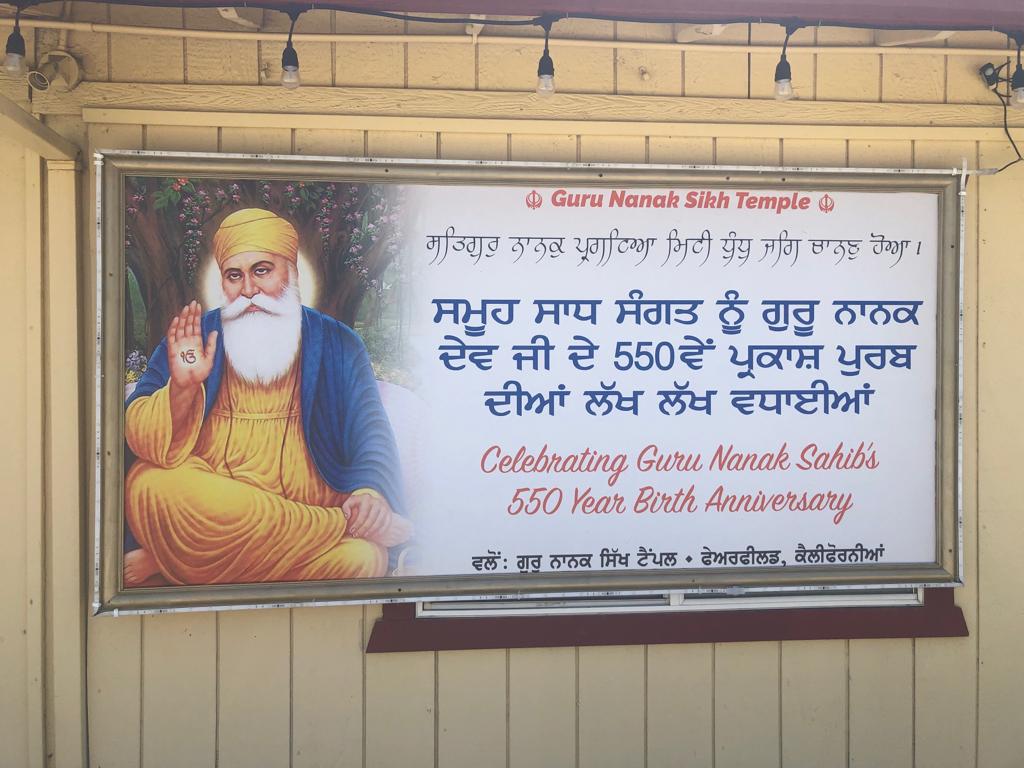 Guru Nanak Sikh Temple
ਸਤਿਗੁਰੁ ਨਾਨਕੁ ਪ੍ਰਗਟਿਆ ਮਿਟੀ ਧੁੰਧੁ ਜਗਿ ਚਾਨਣੁ ਹੋਆ।
ਸਮੂਹ ਸਾਧ ਸੰਗਤ ਨੂੰ ਗੁਰੂ ਨਾਨਕ
ਦੇਵ ਜੀ ਦੇ 550ਵੇਂ ਪ੍ਰਕਾਸ਼ ਪੁਰਬ
ਦੀਆਂ ਲੱਖ ਲੱਖ ਵਧਾਈਆਂ
ੴ
Celebrating Guru Nanak Sahib's
550 Year Birth Anniversary
ਵਲੋਂ: ਗੁਰੂ ਨਾਨਕ ਸਿੱਖ ਟੈਂਪਲ • ਫੇਅਰਫੀਲਡ, ਕੈਲੀਫੋਰਨੀਆਂ